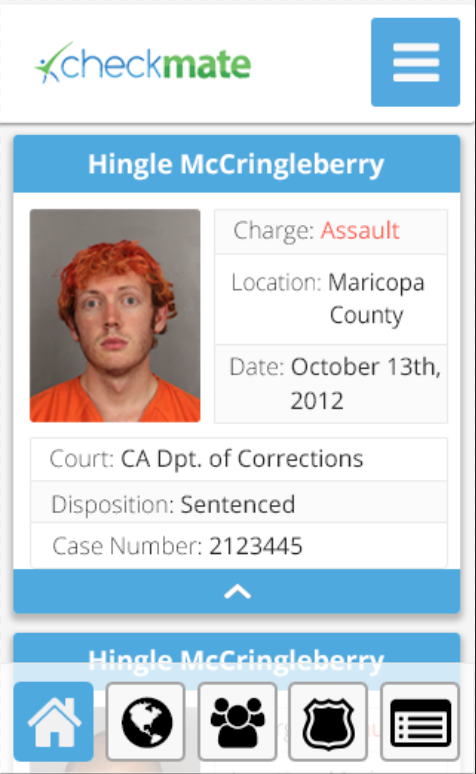 checkmate
Hingle McCringleberry
Charge: Assault
Location: Maricopa
County
Date: October 13th,
2012
Court: CA Dpt. of Corrections
Disposition: Sentenced
Case Number: 2123445
Hingle McCringleberry